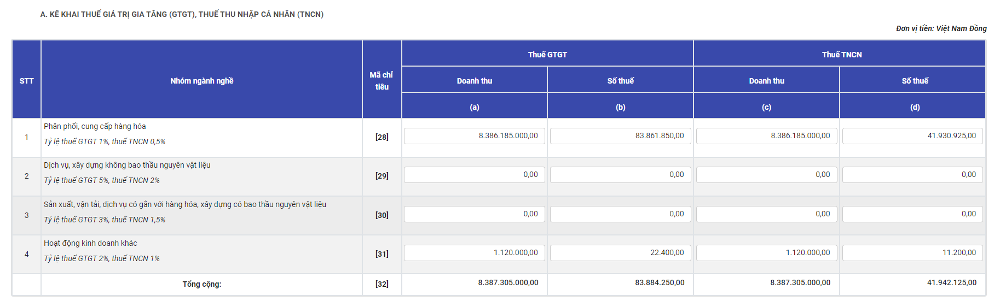 A. KÊ KHAI THUẾ GIÁ TRỊ GIA TĂNG (GTGT), THUẾ THU NHẬP CÁ NHÂN (TNCN)
Đơn vị tiền: Việt Nam Đồng
STT Nhóm ngành nghề Mã chỉ tiêu Thuế GTGT Thuế TNCN
Doanh thu Số thuế Doanh thu Số thuế
(a) (b) (c) (d)
1 Phân phối, cung cấp hàng hóa [28] 8.386.185.000,00 83.861.850,00 8.386.185.000,00 41.930.925,00
Tỷ lệ thuế GTGT 1%, thuế TNCN 0,5%
2 Dịch vụ, xây dựng không bao thầu nguyên vật liệu [29] 0,00 0,00 0,00 0,00
Tỷ lệ thuế GTGT 5%, thuế TNCN 2%
3 Sản xuất, vận tải, dịch vụ có gắn với hàng hóa, xây dựng có bao thầu nguyên vật liệu [30] 0,00 0,00 0,00 0,00
Tỷ lệ thuế GTGT 3%, thuế TNCN 1,5%
4 Hoạt động kinh doanh khác [31] 1.120.000,00 22.400,00 1.120.000,00 11.200,00
Tỷ lệ thuế GTGT 2%, thuế TNCN 1%
Tổng cộng: [32] 8.387.305.000,00 83.884.250,00 8.387.305.000,00 41.942.125,00